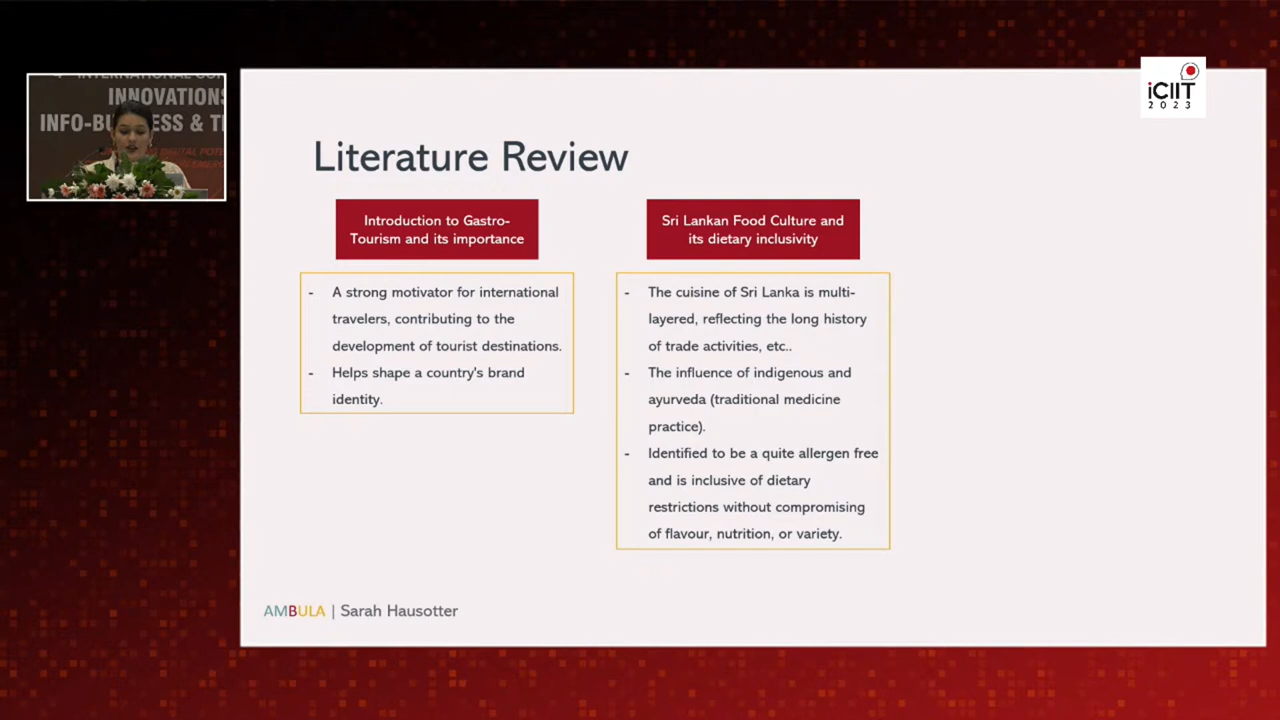 INTERNATIONAL
INNOVATIONS
INFO-BU ESS & T
iCIIT
2023
Literature Review
Introduction to Gastro-
Tourism and its importance
- A strong motivator for international
travelers, contributing to the
development of tourist destinations.
- Helps shape a country's brand
identity.
Sri Lankan Food Culture and
its dietary inclusivity
- The cuisine of Sri Lanka is multi-
layered, reflecting the long history
of trade activities, etc..
- The influence of indigenous and
ayurveda (traditional medicine
practice).
- Identified to be a quite allergen free
and is inclusive of dietary
restrictions without compromising
of flavour, nutrition, or variety.
AMBULA | Sarah Hausotter